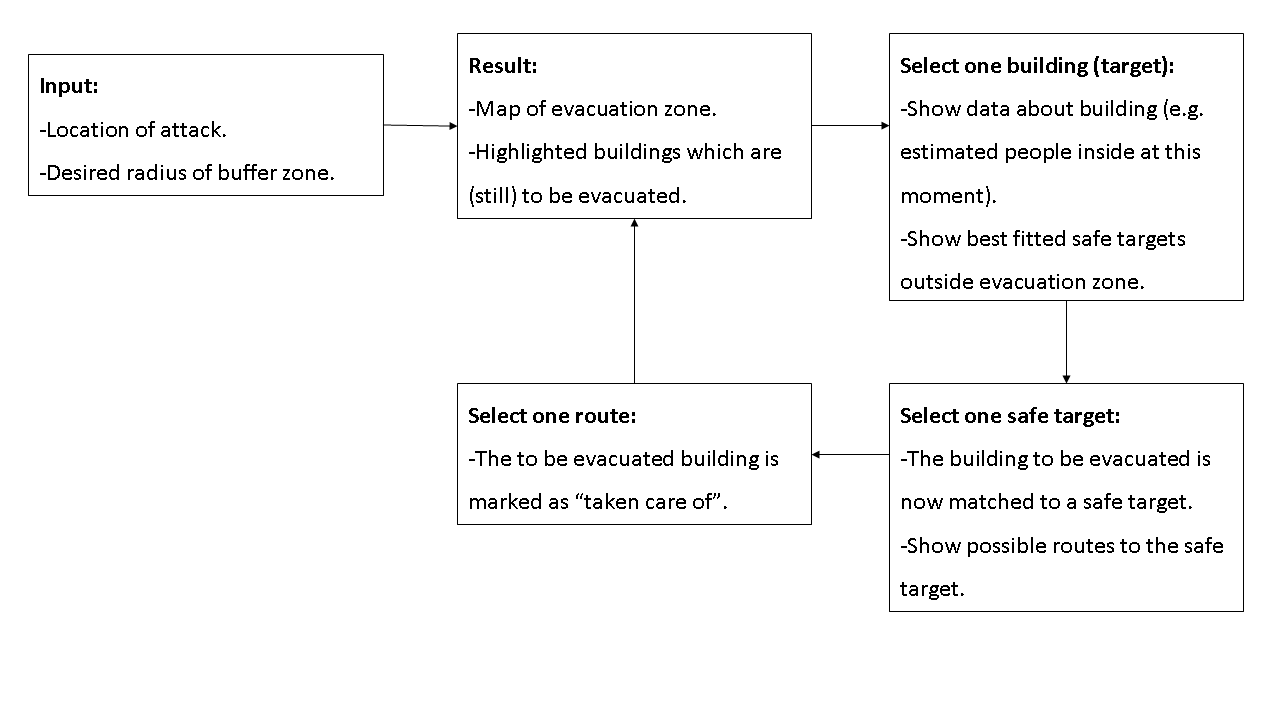 Input:
-Location of attack.
-Desired radius of buffer zone.
Result:
-Map of evacuation zone.
-Highlighted buildings which are
(still) to be evacuated.
Select one building (target):
-Show data about building (e.g.
estimated people inside at this
moment).
-Show best fitted safe targets
outside evacuation zone.
Select one safe target:
-The building to be evacuated is
now matched to a safe target.
-Show possible routes to the safe
target.
Select one route:
-The to be evacuated building is
marked as “taken care of”.